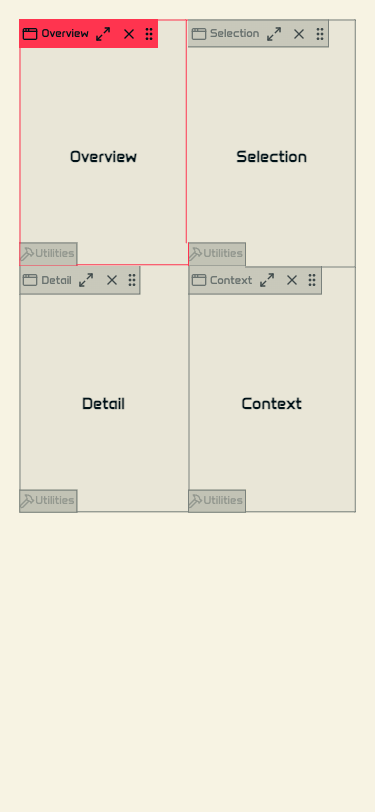 Overview
Selection
Overview
Selection
Utilities
Utilities
Detail
Context
Detail
Context
Utilities
Utilities